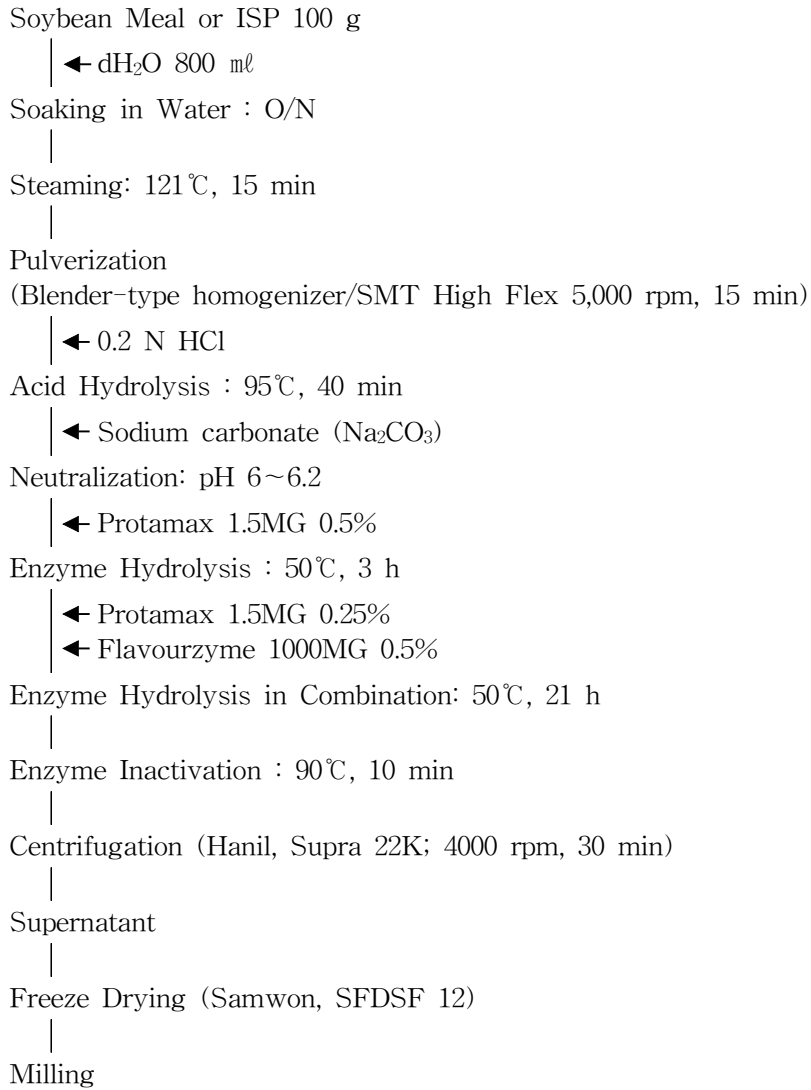 Soybean Meal or ISP 100 g
dH₂O 800 ㎖
Soaking in Water : O/N
Steaming: 121℃, 15 min
Pulverization
(Blender-type homogenizer/SMT High Flex 5,000 rpm, 15 min)
0.2 N HCl
Acid Hydrolysis : 95℃, 40 min
Sodium carbonate (Na₂CO₃)
Neutralization: pH 6~6.2
Protamax 1.5MG 0.5%
Enzyme Hydrolysis : 50℃, 3 h
Protamax 1.5MG 0.25%
Flavourzyme 1000MG 0.5%
Enzyme Hydrolysis in Combination: 50℃, 21 h
Enzyme Inactivation : 90℃, 10 min
Centrifugation (Hanil, Supra 22K; 4000 rpm, 30 min)
Supernatant
Freeze Drying (Samwon, SFDSF 12)
Milling